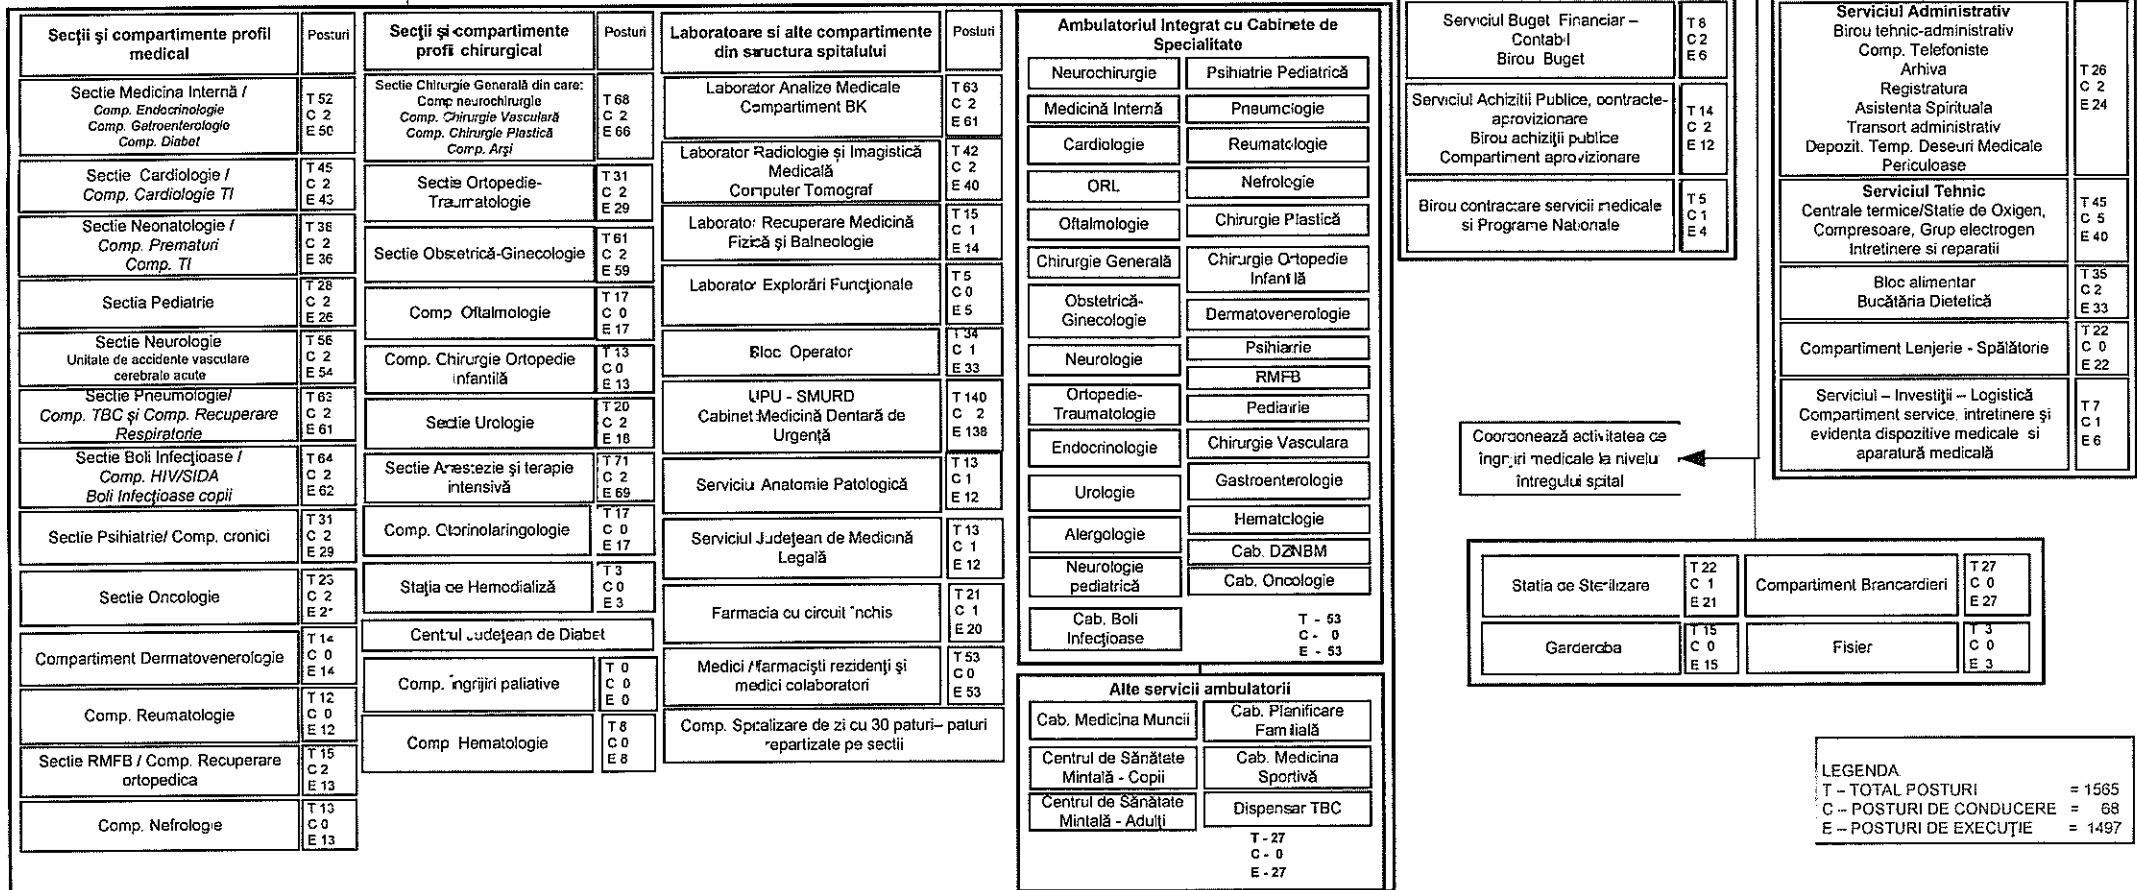 Secţii şi compartimente profil
medical
Posturi
Sectie Medicina Internă /
Comp. Endocrinologie
Comp. Gatroenterologie
Comp. Diabet
T 52
C 2
E 50
Sectie Cardiologie /
Comp. Cardiologie TI
T 45
C 2
E 43
Sectie Neonatologie /
Comp. Prematuri
Comp. TI
T 38
C 2
E 36
Sectia Pediatrie
T 28
C 2
E 26
Sectie Neurologie
Unitate de accidente vasculare
cerebrale acute
T 56
C 2
E 54
Sectie Pneumologie/
Comp. TBC şi Comp. Recuperare
Respiratorie
T 63
C 2
E 61
Sectie Boli Infecţioase /
Comp. HIV/SIDA
Boli Infecţioase copii
T 64
C 2
E 62
Sectie Psihiatrie/ Comp. cronici
T 31
C 2
E 29
Sectie Oncologie
T 23
C 2
E 21
Compartiment Dermatovenerologie
T 14
C 0
E 14
Comp. Reumatologie
T 12
C 0
E 12
Sectie RMFB / Comp. Recuperare
ortopedica
T 15
C 2
E 13
Comp. Nefrologie
T 13
C 0
E 13
Secţii şi compartimente
profil chirurgical
Posturi
Sectie Chirurgie Generală din care:
Comp neurochirurgie
Comp. Chirurgie Vasculară
Comp. Chirurgie Plastică
Comp. Arşi
T 68
C 2
E 66
Sectie Ortopedie-
Traumatologie
T 31
C 2
E 29
Sectie Obstetrică-Ginecologie
T 61
C 2
E 59
Comp Oftalmologie
T 17
C 0
E 17
Comp. Chirurgie Ortopedie
infantilă
T 13
C 0
E 13
Sectie Urologie
T 20
C 2
E 18
Sectie Anestezie şi terapie
intensivă
T 71
C 2
E 69
Comp. Otorinolaringologie
T 17
C 0
E 17
Staţia de Hemodializă
T 3
C 0
E 3
Centrul Judeţean de Diabet
Comp. îngrijiri paliative
T 0
C 0
E 0
Comp Hematologie
T 8
C 0
E 8
Laboratoare si alte compartimente
din structura spitalului
Posturi
Laborator Analize Medicale
Compartiment BK
T 63
C 2
E 61
Laborator Radiologie şi Imagistică
Medicală
Computer Tomograf
T 42
C 2
E 40
Laborator Recuperare Medicină
Fizică şi Balneologie
T 15
C 1
E 14
Laborator Explorări Funcţionale
T 5
C 0
E 5
Bloc Operator
T 34
C 1
E 33
UPU - SMURD
Cabinet Medicină Dentară de
Urgenţă
T 140
C 2
E 138
Serviciu Anatomie Patologică
T 13
C 1
E 12
Serviciul Judeţean de Medicină
Legală
T 13
C 1
E 12
Farmacia cu circuit închis
T 21
C 1
E 20
Medici / farmacişti rezidenţi şi
medici colaboratori
T 53
C 0
E 53
Comp. Spitalizare de zi cu 30 paturi– paturi
repartizate pe sectii
Ambulatoriul Integrat cu Cabinete de
Specialitate
Neurochirurgie
Psihiatrie Pediatrică
Medicină Internă
Pneumologie
Cardiologie
Reumatologie
ORL
Nefrologie
Oftalmologie
Chirurgie Plastică
Chirurgie Generală
Chirurgie Ortopedie
Infantilă
Obstetrică-
Ginecologie
Dermatovenerologie
Neurologie
Psihiatrie
RMFB
Ortopedie-
Traumatologie
Pediatrie
Endocrinologie
Chirurgie Vasculara
Urologie
Gastroenterologie
Alergologie
Hematologie
Cab. DZNBM
Neurologie
pediatrică
Cab. Oncologie
Cab. Boli
Infecţioase
T - 53
C - 0
E - 53
Alte servicii ambulatorii
Cab. Medicina Muncii
Cab. Planificare
Familială
Centrul de Sănătate
Mintală - Copii
Cab. Medicina
Sportivă
Centrul de Sănătate
Mintală - Adulţi
Dispensar TBC
T - 27
C - 0
E - 27
Serviciul Buget Financiar –
Contabil
Birou Buget
T 8
C 2
E 6
Serviciul Achizitii Publice, contracte-
aprovizionare
Birou achiziţii publice
Compartiment aprovizionare
T 14
C 2
E 12
Birou contractare servicii medicale
si Programe Nationale
T 5
C 1
E 4
Serviciul Administrativ
Birou tehnic-administrativ
Comp. Telefoniste
Arhiva
Registratura
Asistenta Spirituala
Transort administrativ
Depozit. Temp. Deseuri Medicale
Periculoase
T 26
C 2
E 24
Serviciul Tehnic
Centrale termice/Statie de Oxigen,
Compresoare, Grup electrogen
Intretinere si reparatii
T 45
C 5
E 40
Bloc alimentar
Bucătăria Dietetică
T 35
C 2
E 33
Compartiment Lenjerie - Spălătorie
T 22
C 0
E 22
Serviciul – Investiţii – Logistică
Compartiment service, intretinere şi
evidenta dispozitive medicale si
aparatură medicală
T 7
C 1
E 6
Coordonează activitatea de
îngrijiri medicale la nivelul
întregului spital
Statia de Sterilizare
T 22
C 1
E 21
Compartiment Brancardieri
T 27
C 0
E 27
Garderoba
T 15
C 0
E 15
Fisier
T 3
C 0
E 3
LEGENDA
T – TOTAL POSTURI = 1565
C – POSTURI DE CONDUCERE = 68
E – POSTURI DE EXECUŢIE = 1497